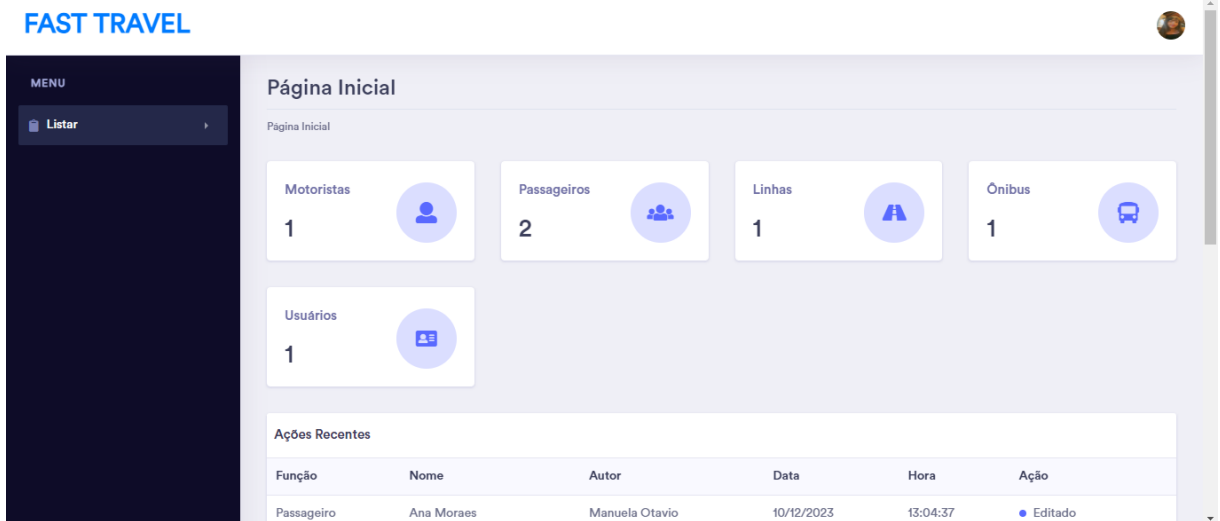 FAST TRAVEL
MENU
Listar
Página Inicial
Página Inicial
Motoristas
1
Passageiros
2
Linhas
1
Ônibus
1
Usuários
1
Ações Recentes
Função Nome Autor Data Hora Ação
Passageiro Ana Moraes Manuela Otavio 10/12/2023 13:04:37 Editado